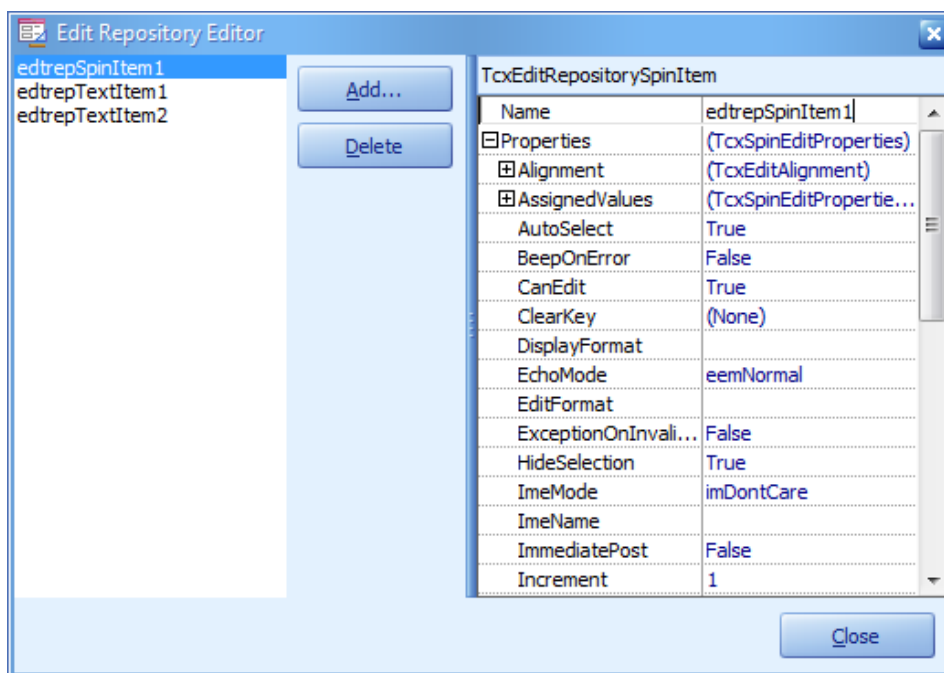 Edit Repository Editor
edtrepSpinItem1
edtrepTextItem1
edtrepTextItem2
Add...
Delete
TcxEditRepositorySpinItem
Name edtrepSpinItem1
Properties (TcxSpinEditProperties)
Alignment (TcxEditAlignment)
AssignedValues (TcxSpinEditPropertie...
AutoSelect True
BeepOnError False
CanEdit True
ClearKey (None)
DisplayFormat
EchoMode eemNormal
EditFormat
ExceptionOnInvali... False
HideSelection True
ImeMode imDontCare
ImeName
ImmediatePost False
Increment 1
Close